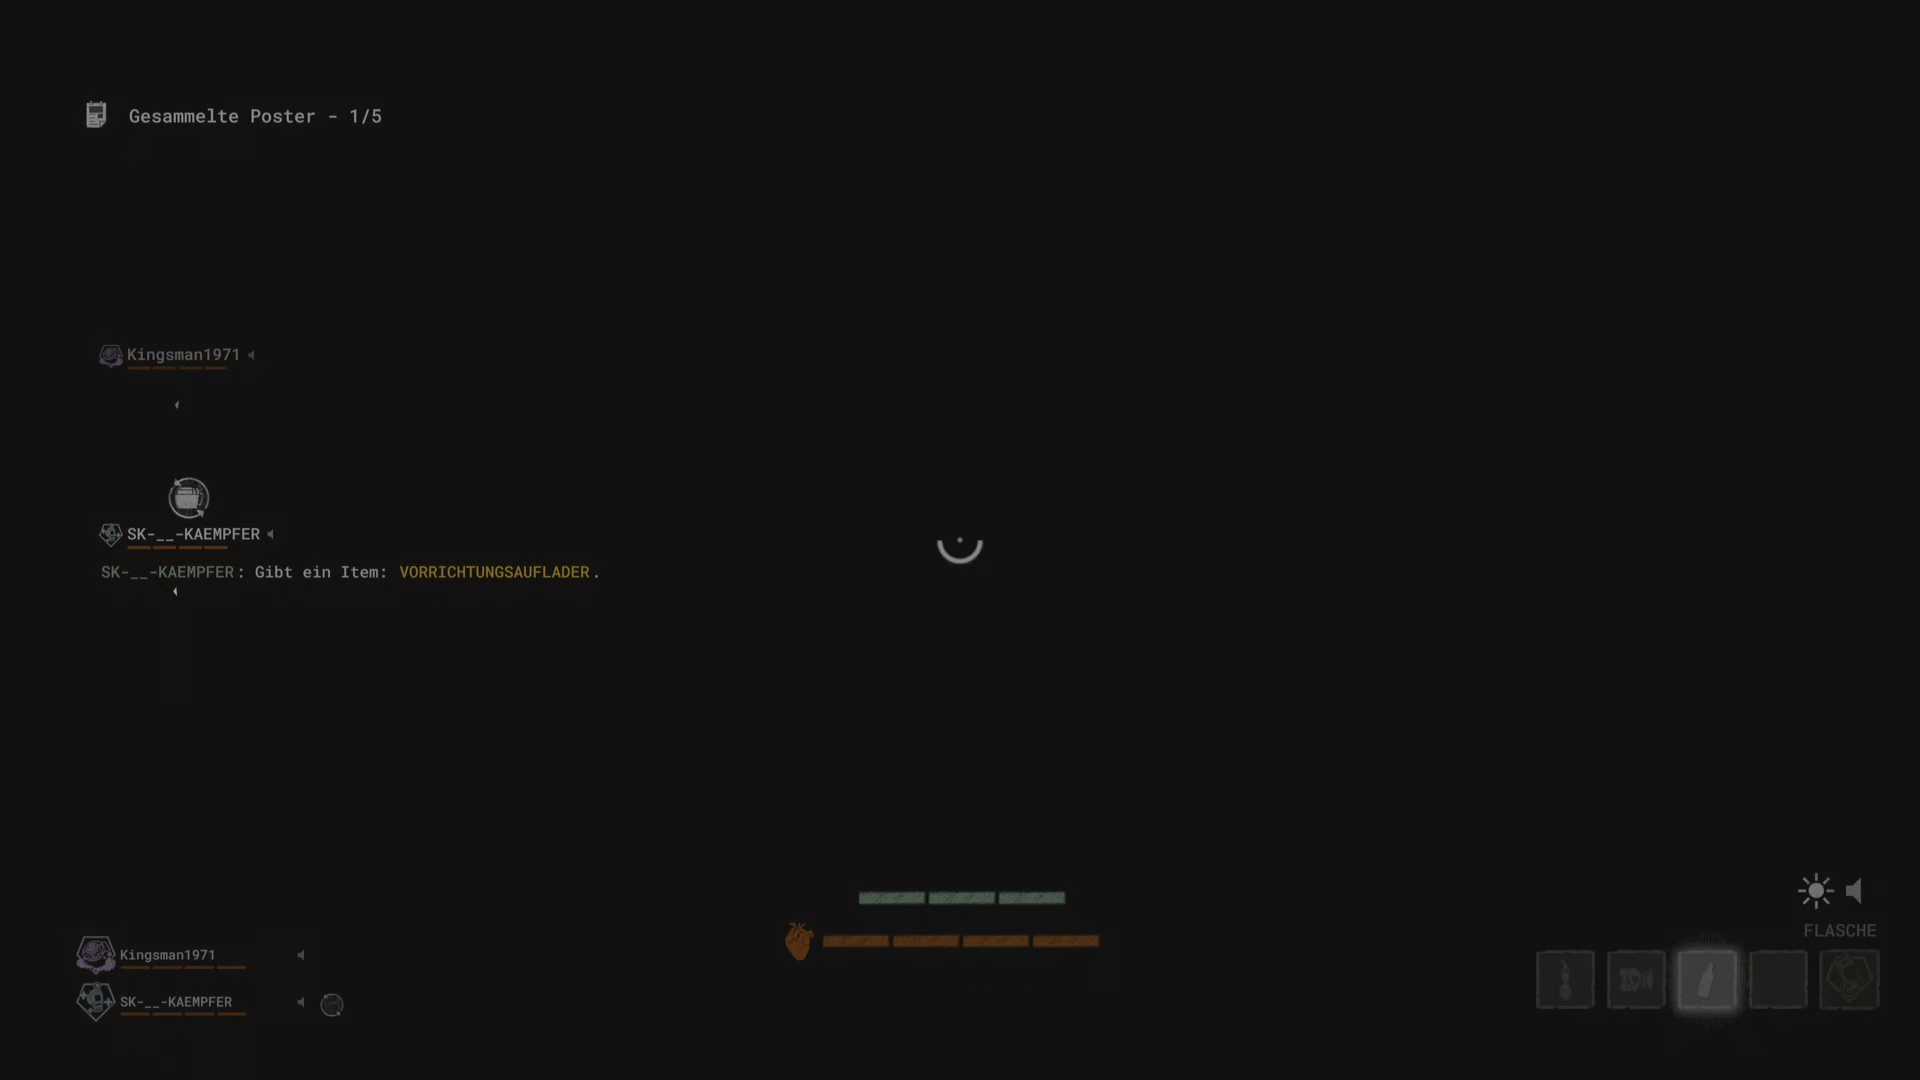 Gesammelte Poster - 1/5
Kingsman1971
SK-__-KAEMPFER
SK-__-KAEMPFER: Gibt ein Item: VORRICHTUNGSAUFLADER.
FLASCHE
Kingsman1971
SK-__-KAEMPFER